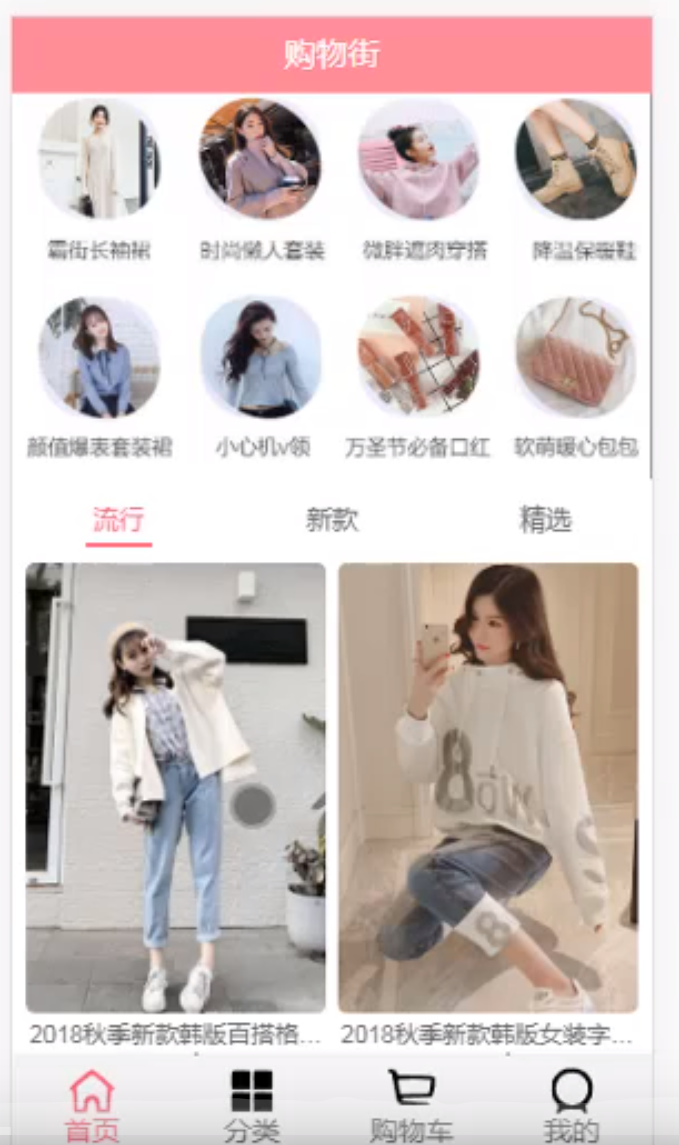 购物街
霸街长袖裙 时尚懒人套装 微胖遮肉穿搭 降温保暖鞋
颜值爆表套装裙 小心机v领 万圣节必备口红 软萌暖心包包
流行 新款 精选
2018秋季新款韩版百搭格... 2018秋季新款韩版女装字...
首页 分类 购物车 我的